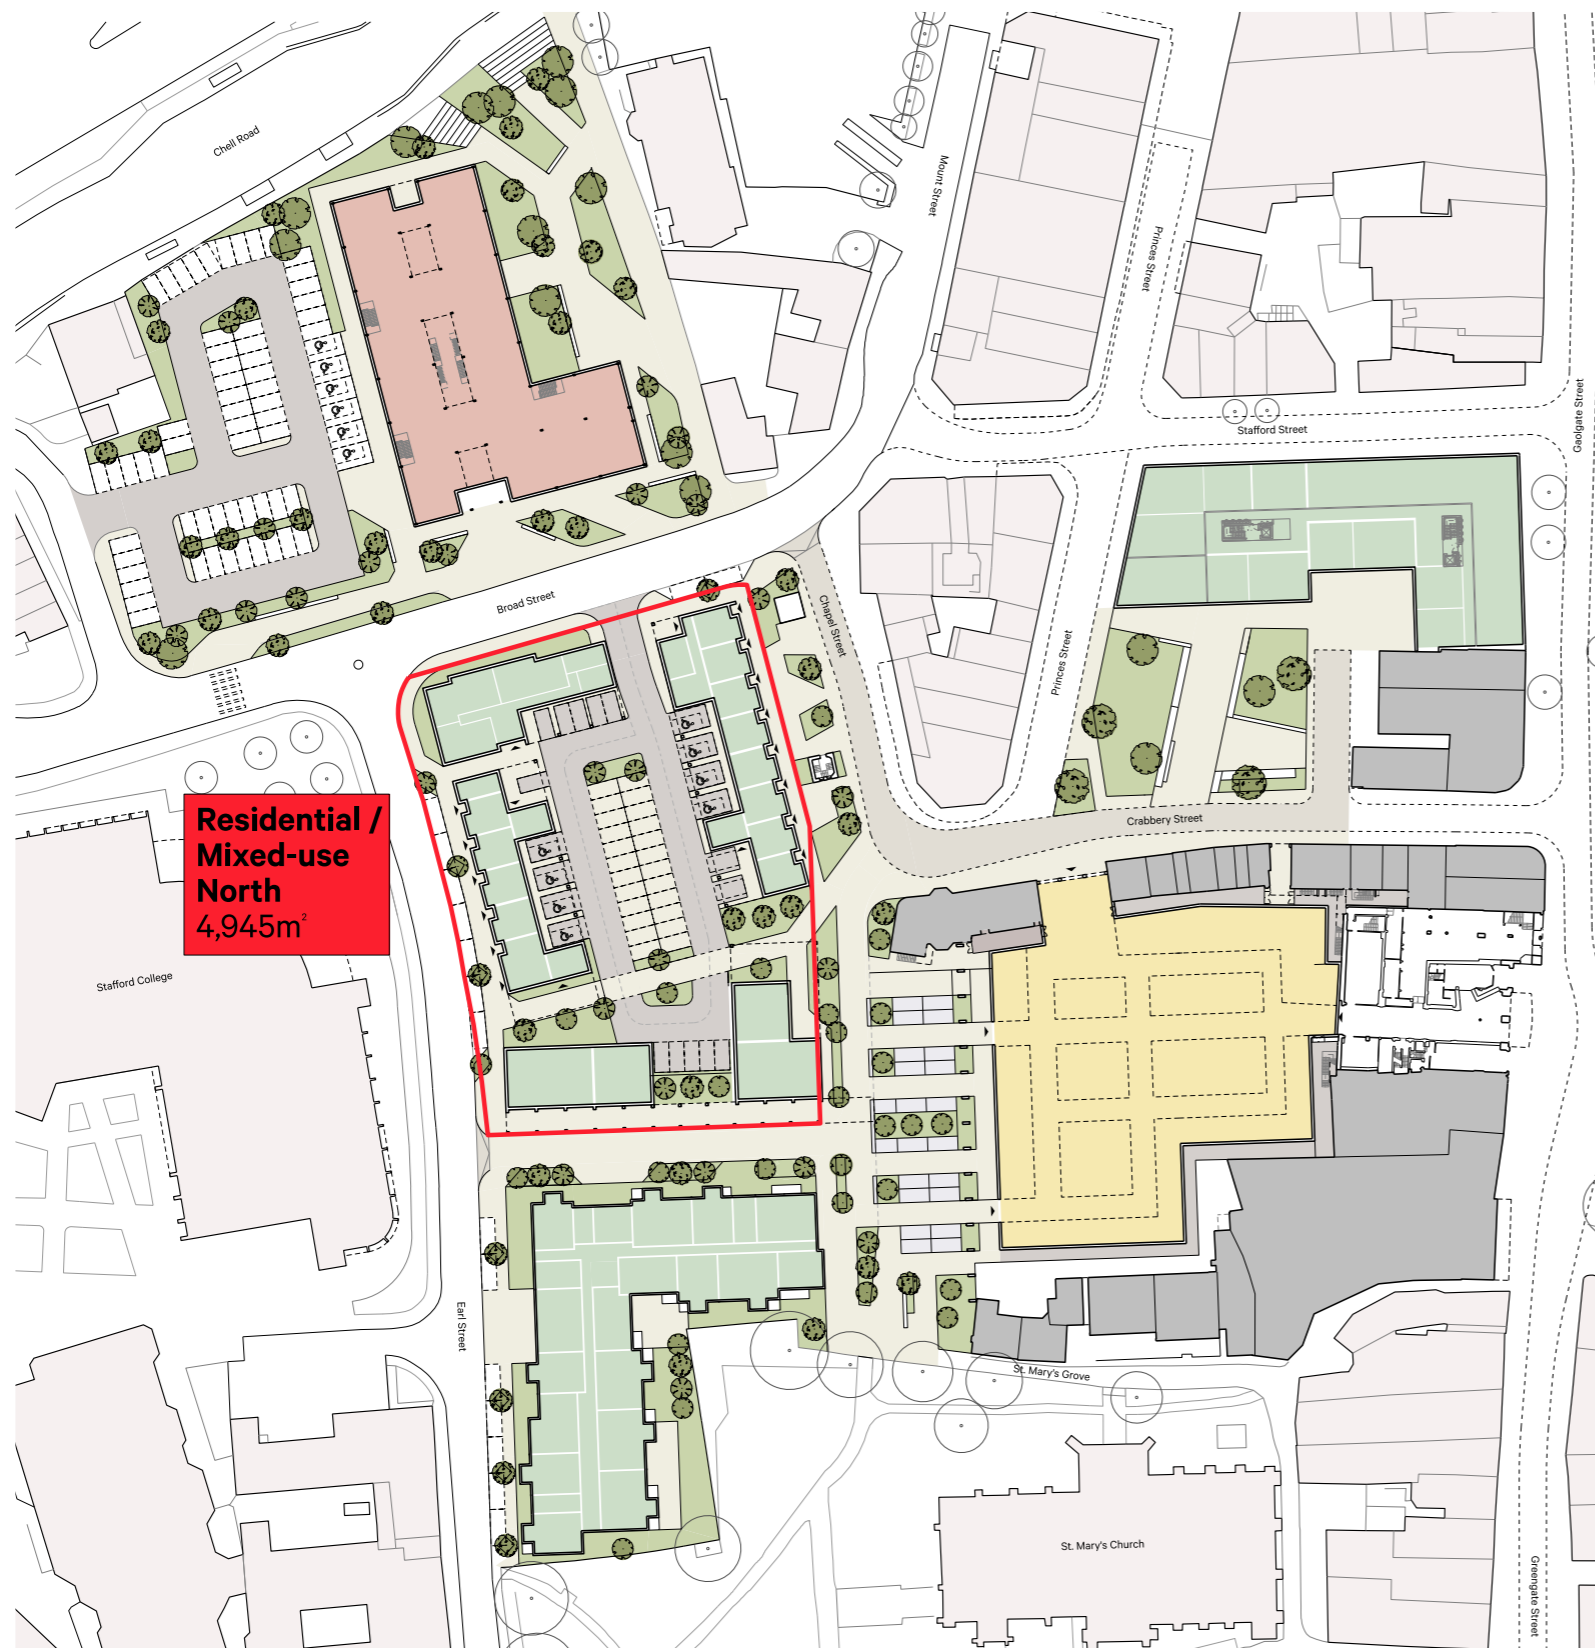 Chell Road
Mount Street
Princes Street
Stafford Street
Gaolgate Street
Broad Street
Chapel Street
Princes Street
Crabbery Street
Residential /
Mixed-use
North
4,945m²
Stafford College
Earl Street
St. Mary's Grove
St. Mary's Church
Greengate Street